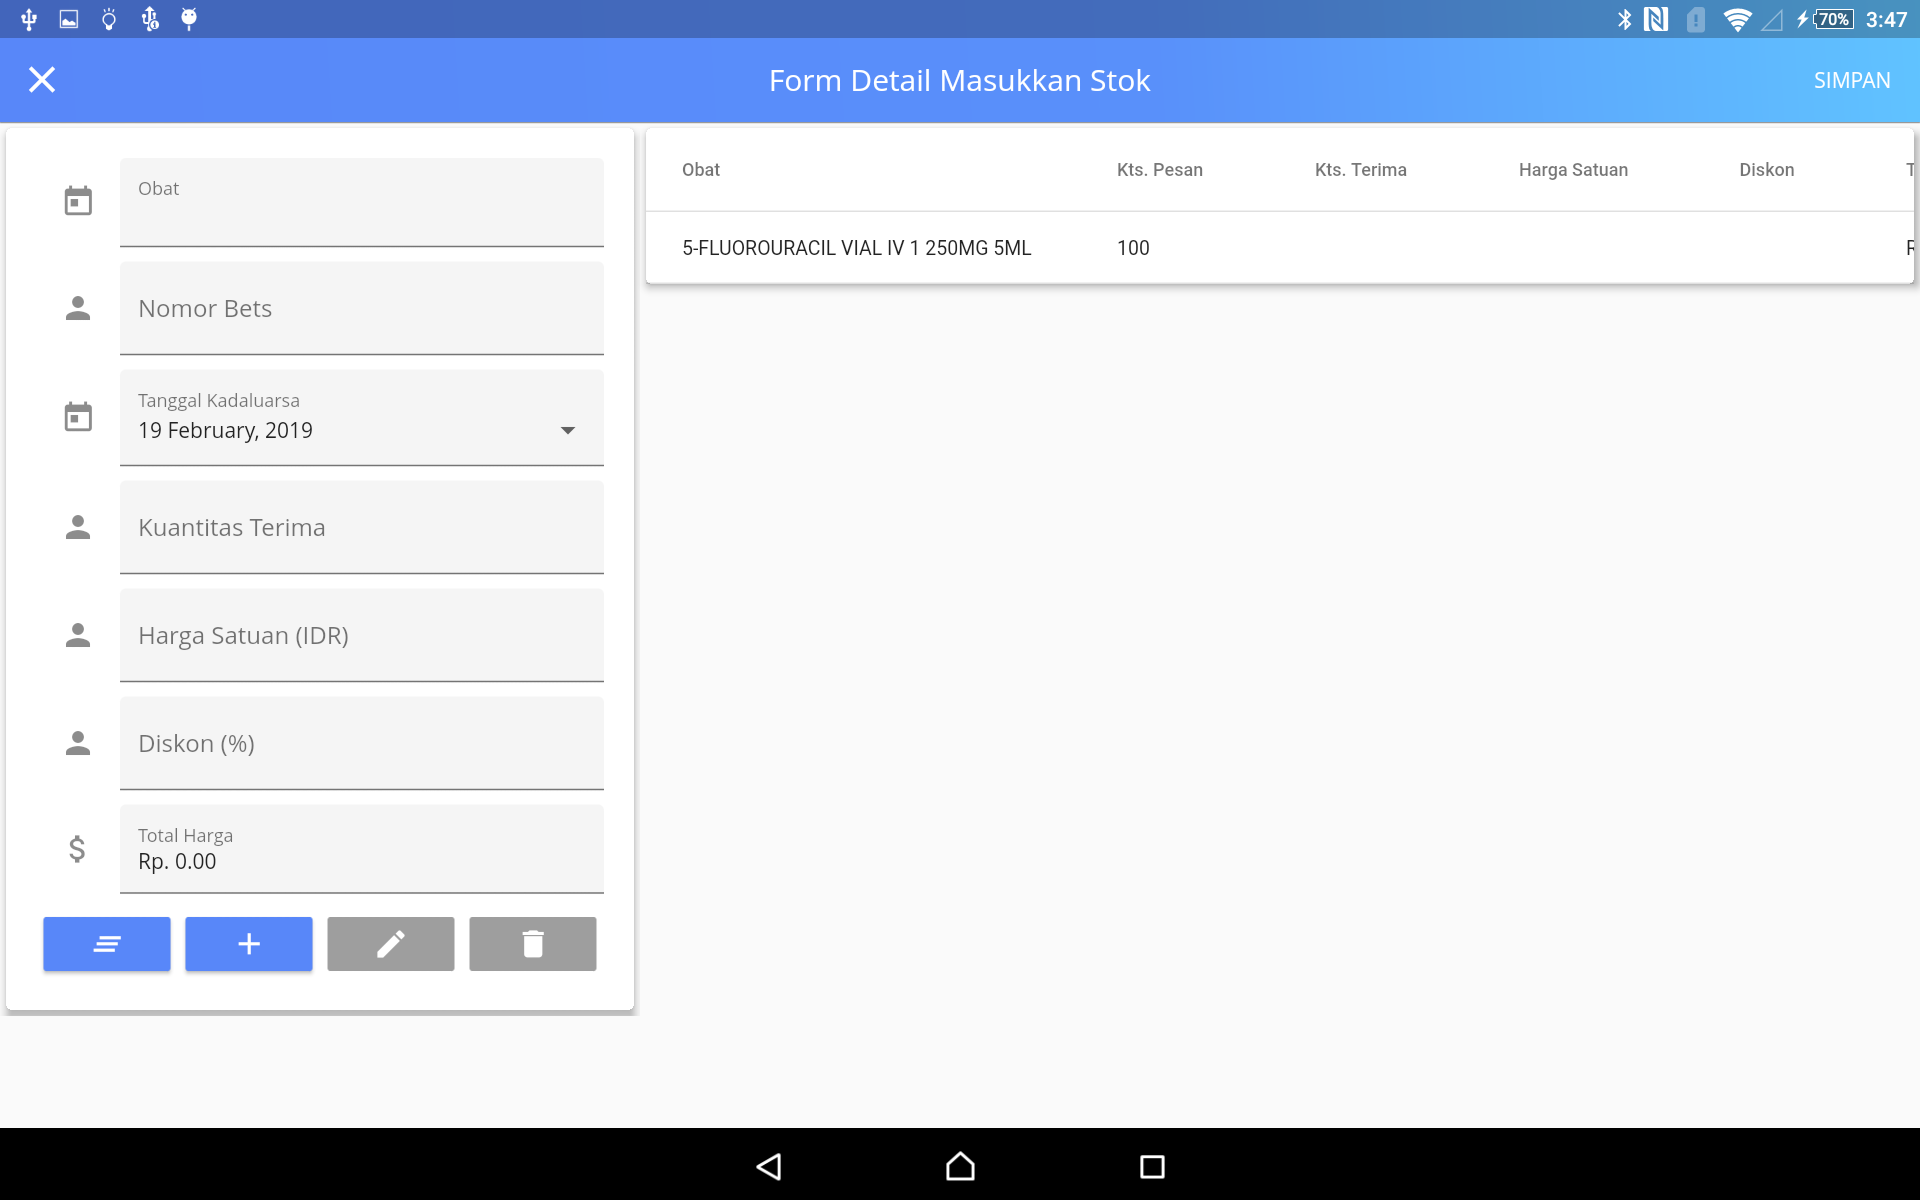 70% 3:47
Form Detail Masukkan Stok
SIMPAN
Obat
Nomor Bets
Tanggal Kadaluarsa
19 February, 2019
Kuantitas Terima
Harga Satuan (IDR)
Diskon (%)
$
Total Harga
Rp. 0.00
Obat Kts. Pesan Kts. Terima Harga Satuan Diskon T
5-FLUOROURACIL VIAL IV 1 250MG 5ML 100